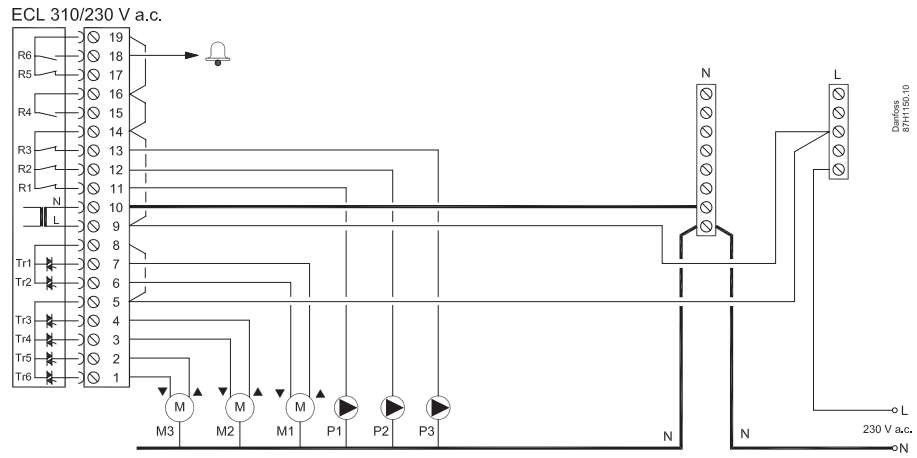 ECL 310/230 V a.c.
19
R6 18
R5 17
16
R4 15
14
R3 13
R2 12
R1 11
N 10
L 9
8
Tr1 7
Tr2 6
5
Tr3 4
Tr4 3
Tr5 2
Tr6 1
N
L
Danfoss
87H1150.10
M M M
M3 M2 M1 P1 P2 P3
N N
L
230 V a.c.
N